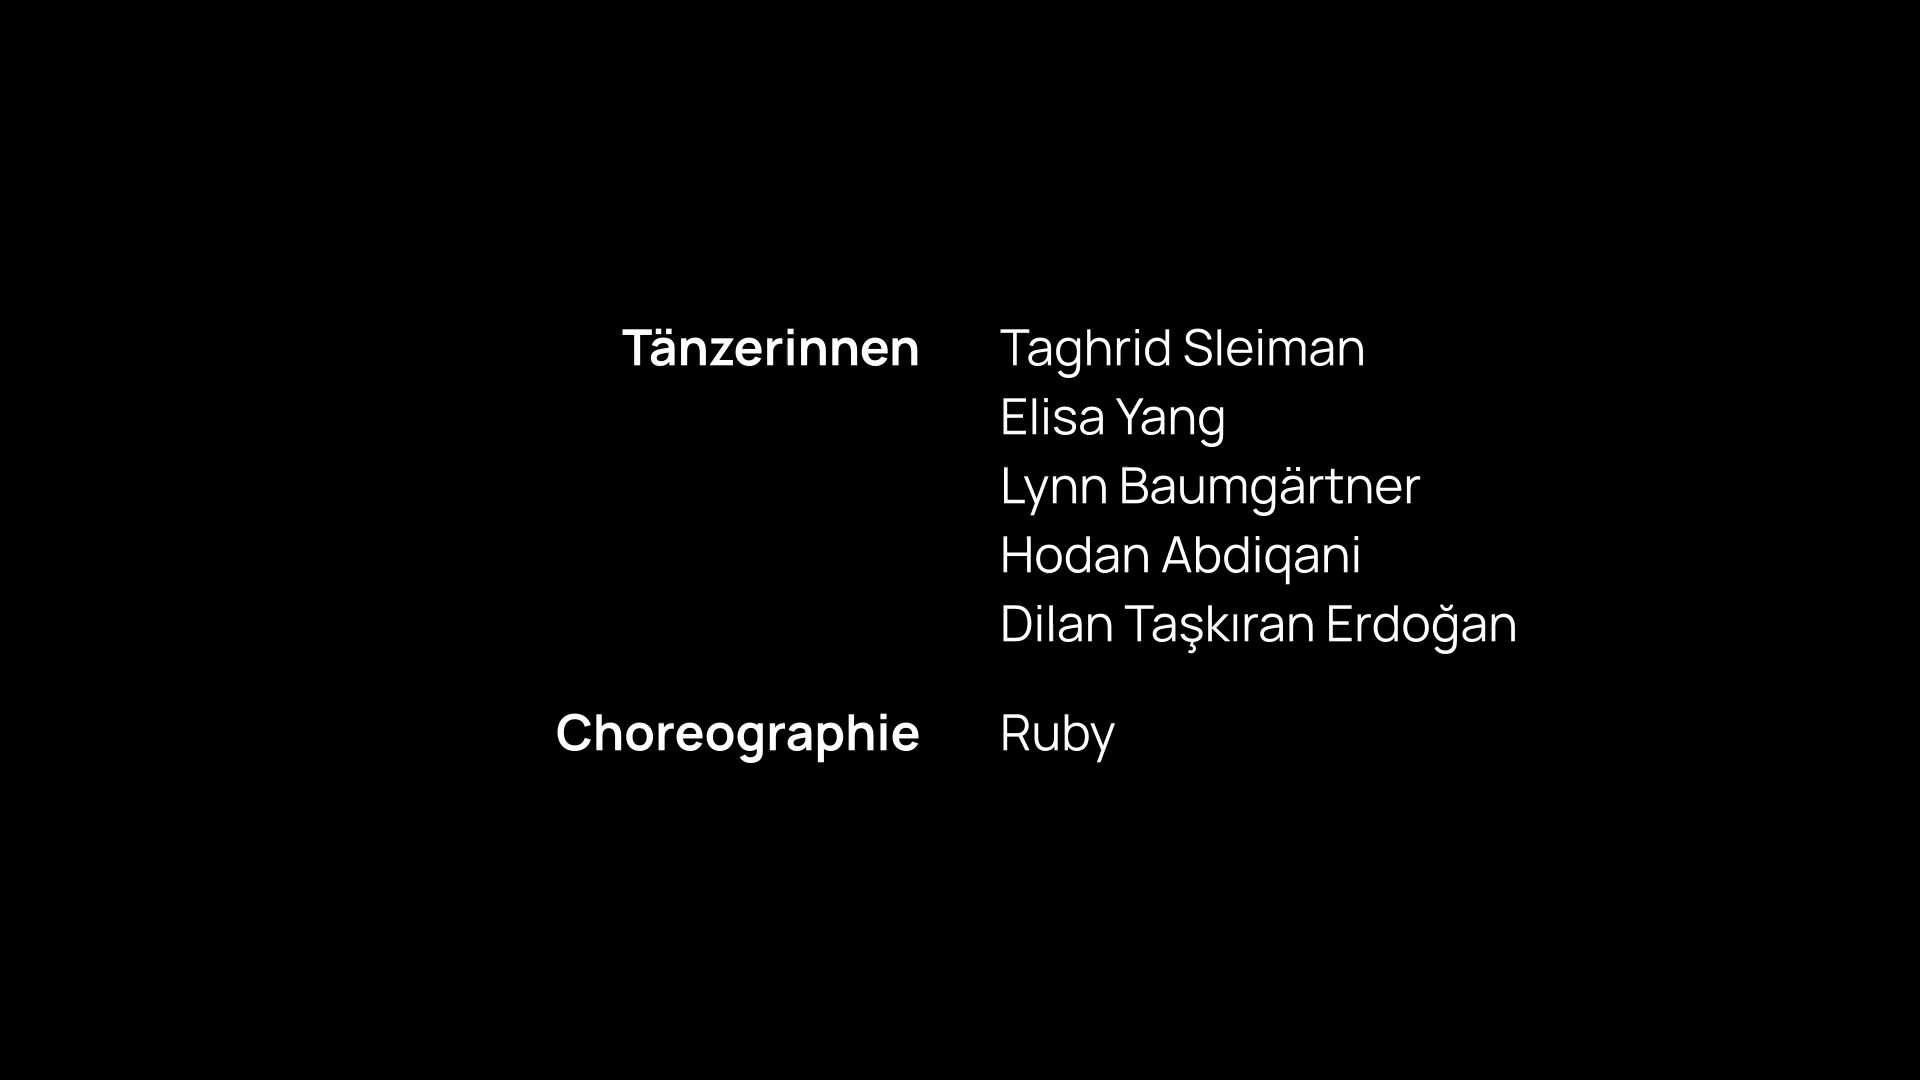 Tänzerinnen Taghrid Sleiman
Elisa Yang
Lynn Baumgärtner
Hodan Abdiqani
Dilan Taşkıran Erdoğan
Choreographie Ruby